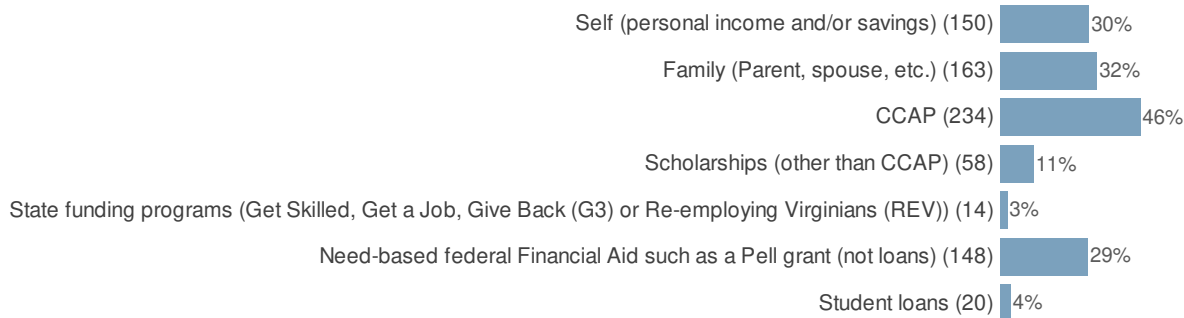 Self (personal income and/or savings) (150) 30%
Family (Parent, spouse, etc.) (163) 32%
CCAP (234) 46%
Scholarships (other than CCAP) (58) 11%
State funding programs (Get Skilled, Get a Job, Give Back (G3) or Re-employing Virginians (REV)) (14) 3%
Need-based federal Financial Aid such as a Pell grant (not loans) (148) 29%
Student loans (20) 4%